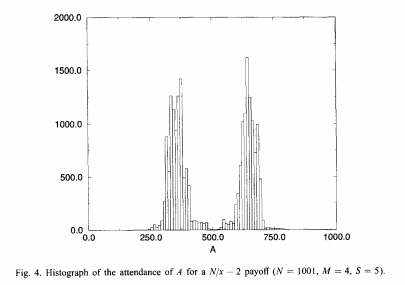 2000.0
1500.0
1000.0
500.0
0.0
0.0 250.0 500.0 750.0 1000.0
A
Fig. 4. Histograph of the attendance of A for a N/x − 2 payoff (N = 1001, M = 4, S = 5).